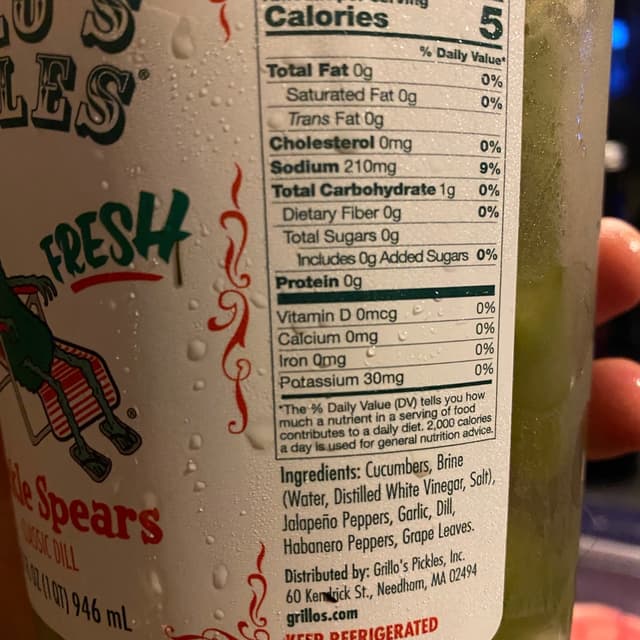 Calories 5
% Daily Value*
Total Fat 0g 0%
Saturated Fat 0g 0%
Trans Fat 0g
Cholesterol 0mg 0%
Sodium 210mg 9%
Total Carbohydrate 1g 0%
Dietary Fiber 0g 0%
Total Sugars 0g
Includes 0g Added Sugars 0%
Protein 0g
Vitamin D 0mcg 0%
Calcium 0mg 0%
Iron 0mg 0%
Potassium 30mg 0%
*The % Daily Value (DV) tells you how
much a nutrient in a serving of food
contributes to a daily diet. 2,000 calories
a day is used for general nutrition advice.
Ingredients: Cucumbers, Brine
(Water, Distilled White Vinegar, Salt),
Jalapeño Peppers, Garlic, Dill,
Habanero Peppers, Grape Leaves.
Distributed by: Grillo's Pickles, Inc.
60 Kendrick St., Needham, MA 02494
grillos.com
KEEP REFRIGERATED
FRESH
Spears
DILL
(1 QT) 946 mL